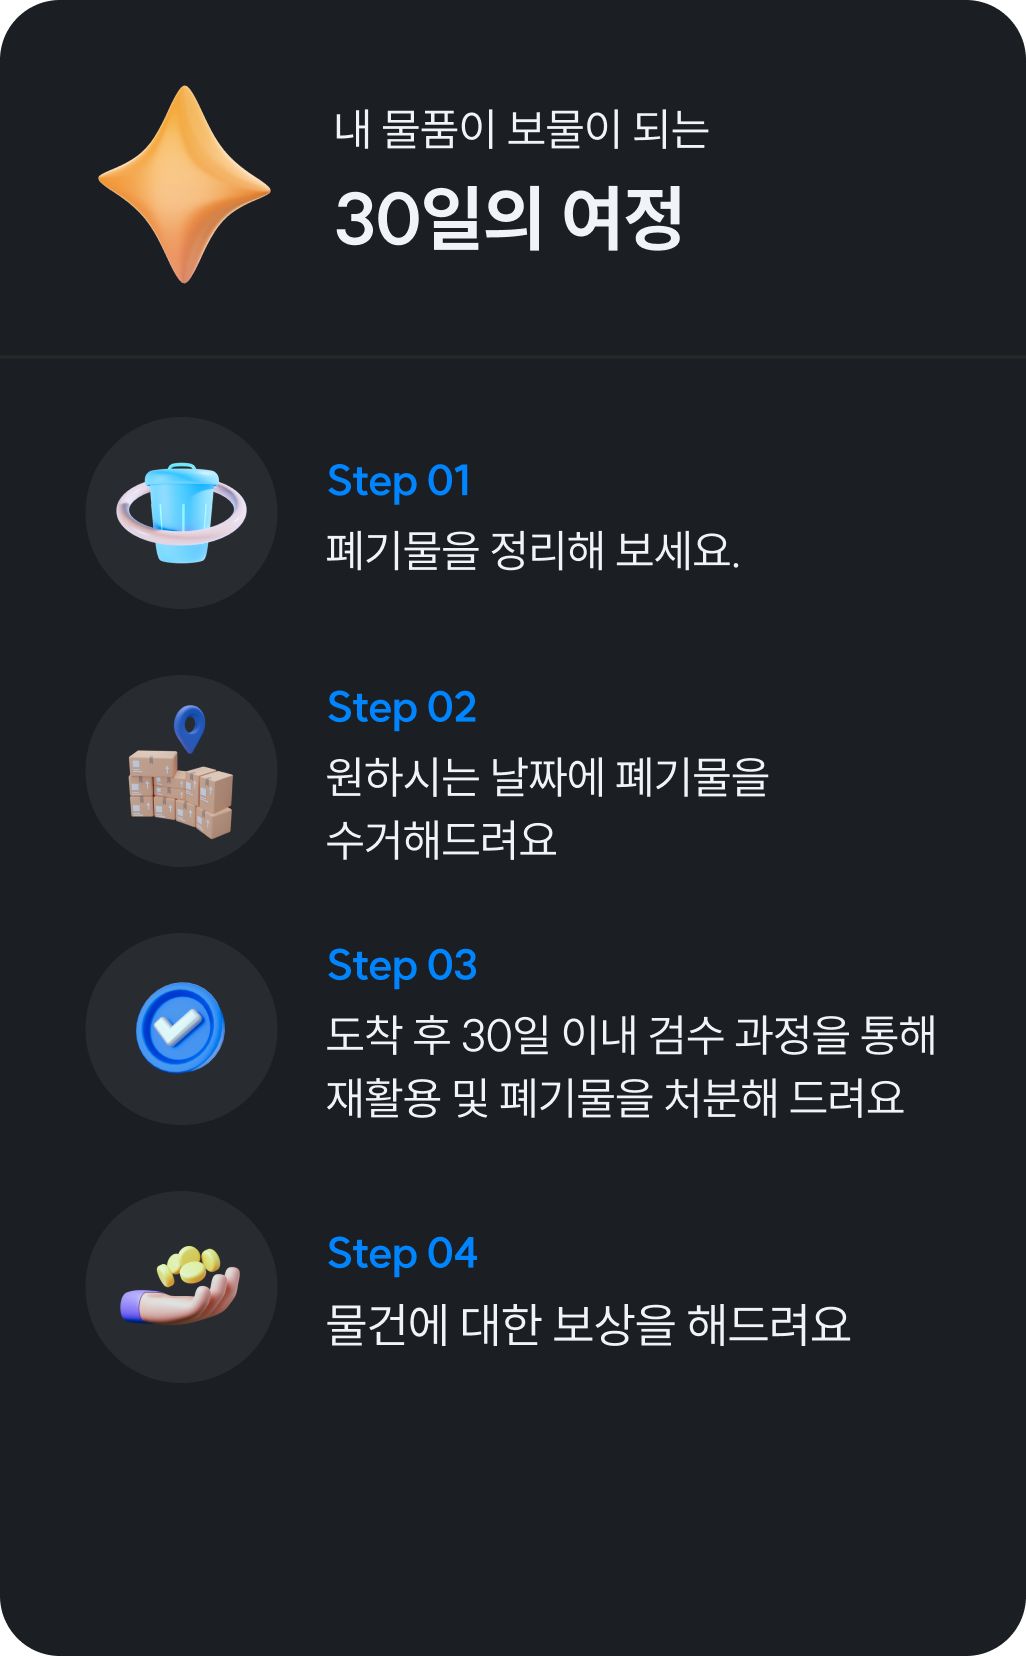 내 물품이 보물이 되는
30일의 여정
Step 01
폐기물을 정리해 보세요.
Step 02
원하시는 날짜에 폐기물을
수거해드려요
Step 03
도착 후 30일 이내 검수 과정을 통해
재활용 및 폐기물을 처분해 드려요
Step 04
물건에 대한 보상을 해드려요